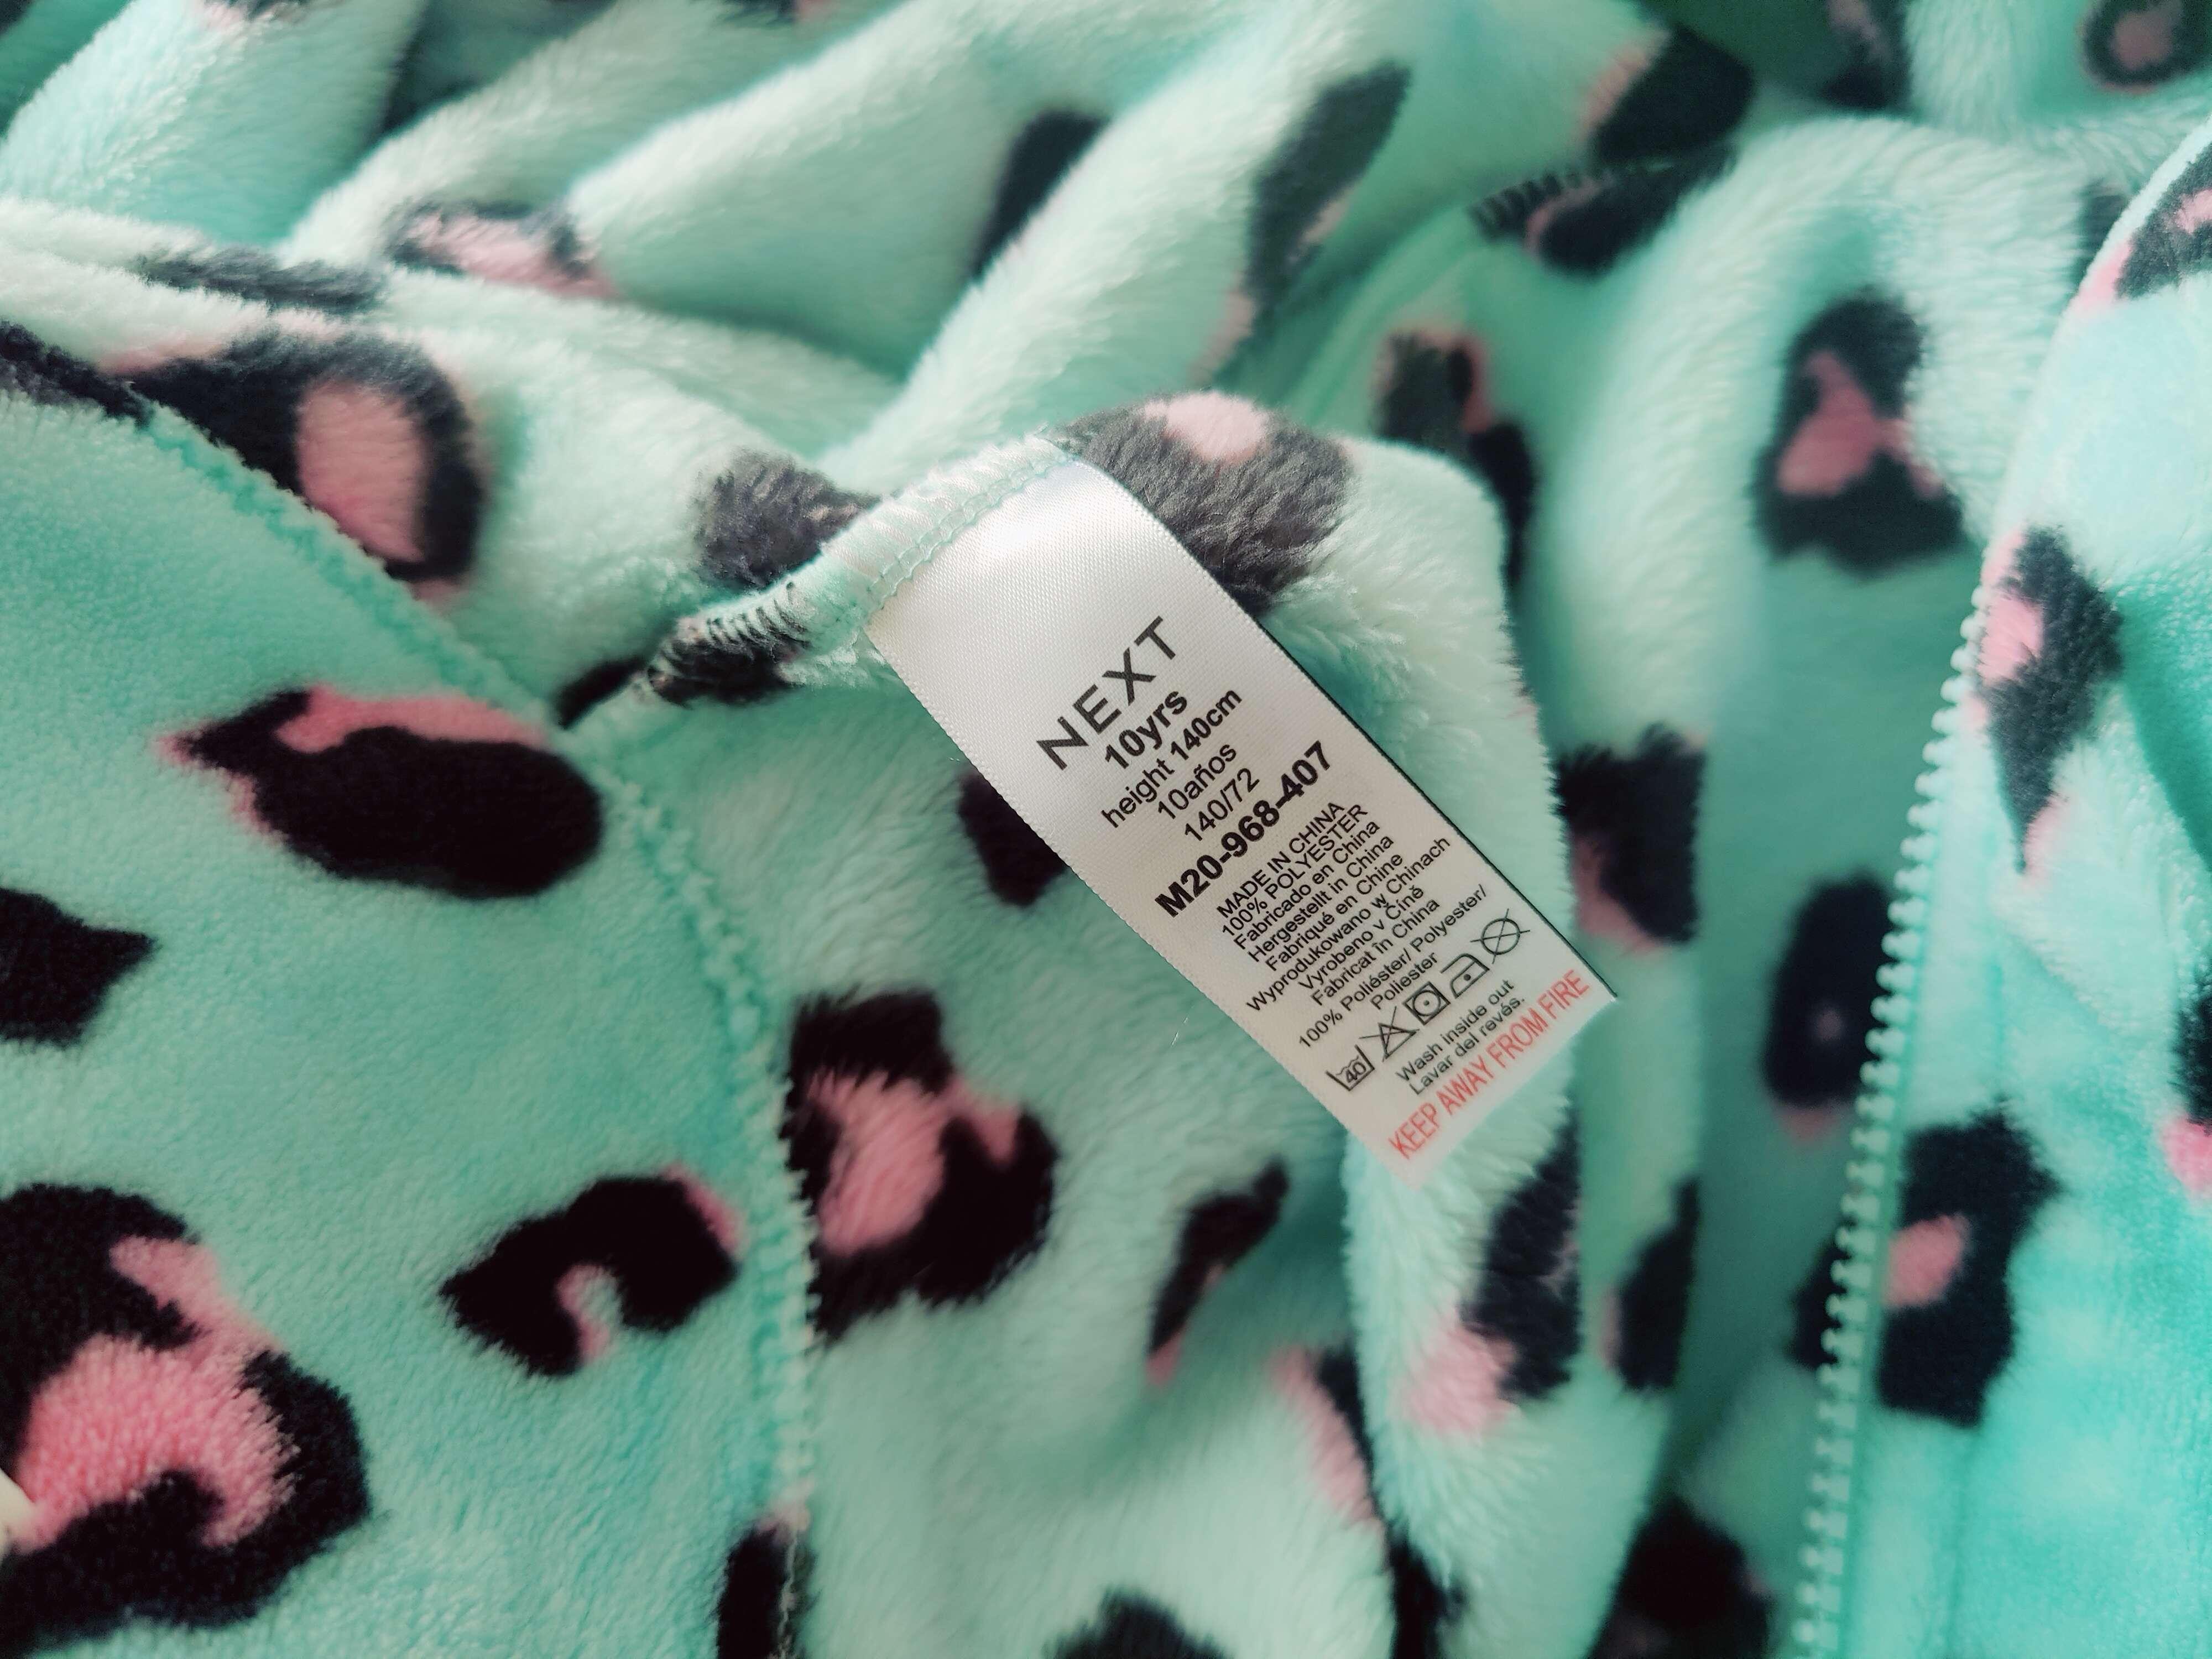 NEXT
10yrs
height 140cm
10años
140/72
M20-968-407
MADE IN CHINA
100% POLYESTER
Fabricado en China
Hergestellt in China
Fabriqué en Chine
Wyprodukowano w Chinach
Vyrobeno v Číně
Fabricat în China
100% Poliéster/ Polyester/
Poliester
40
Wash inside out
Lavar del revés.
KEEP AWAY FROM FIRE